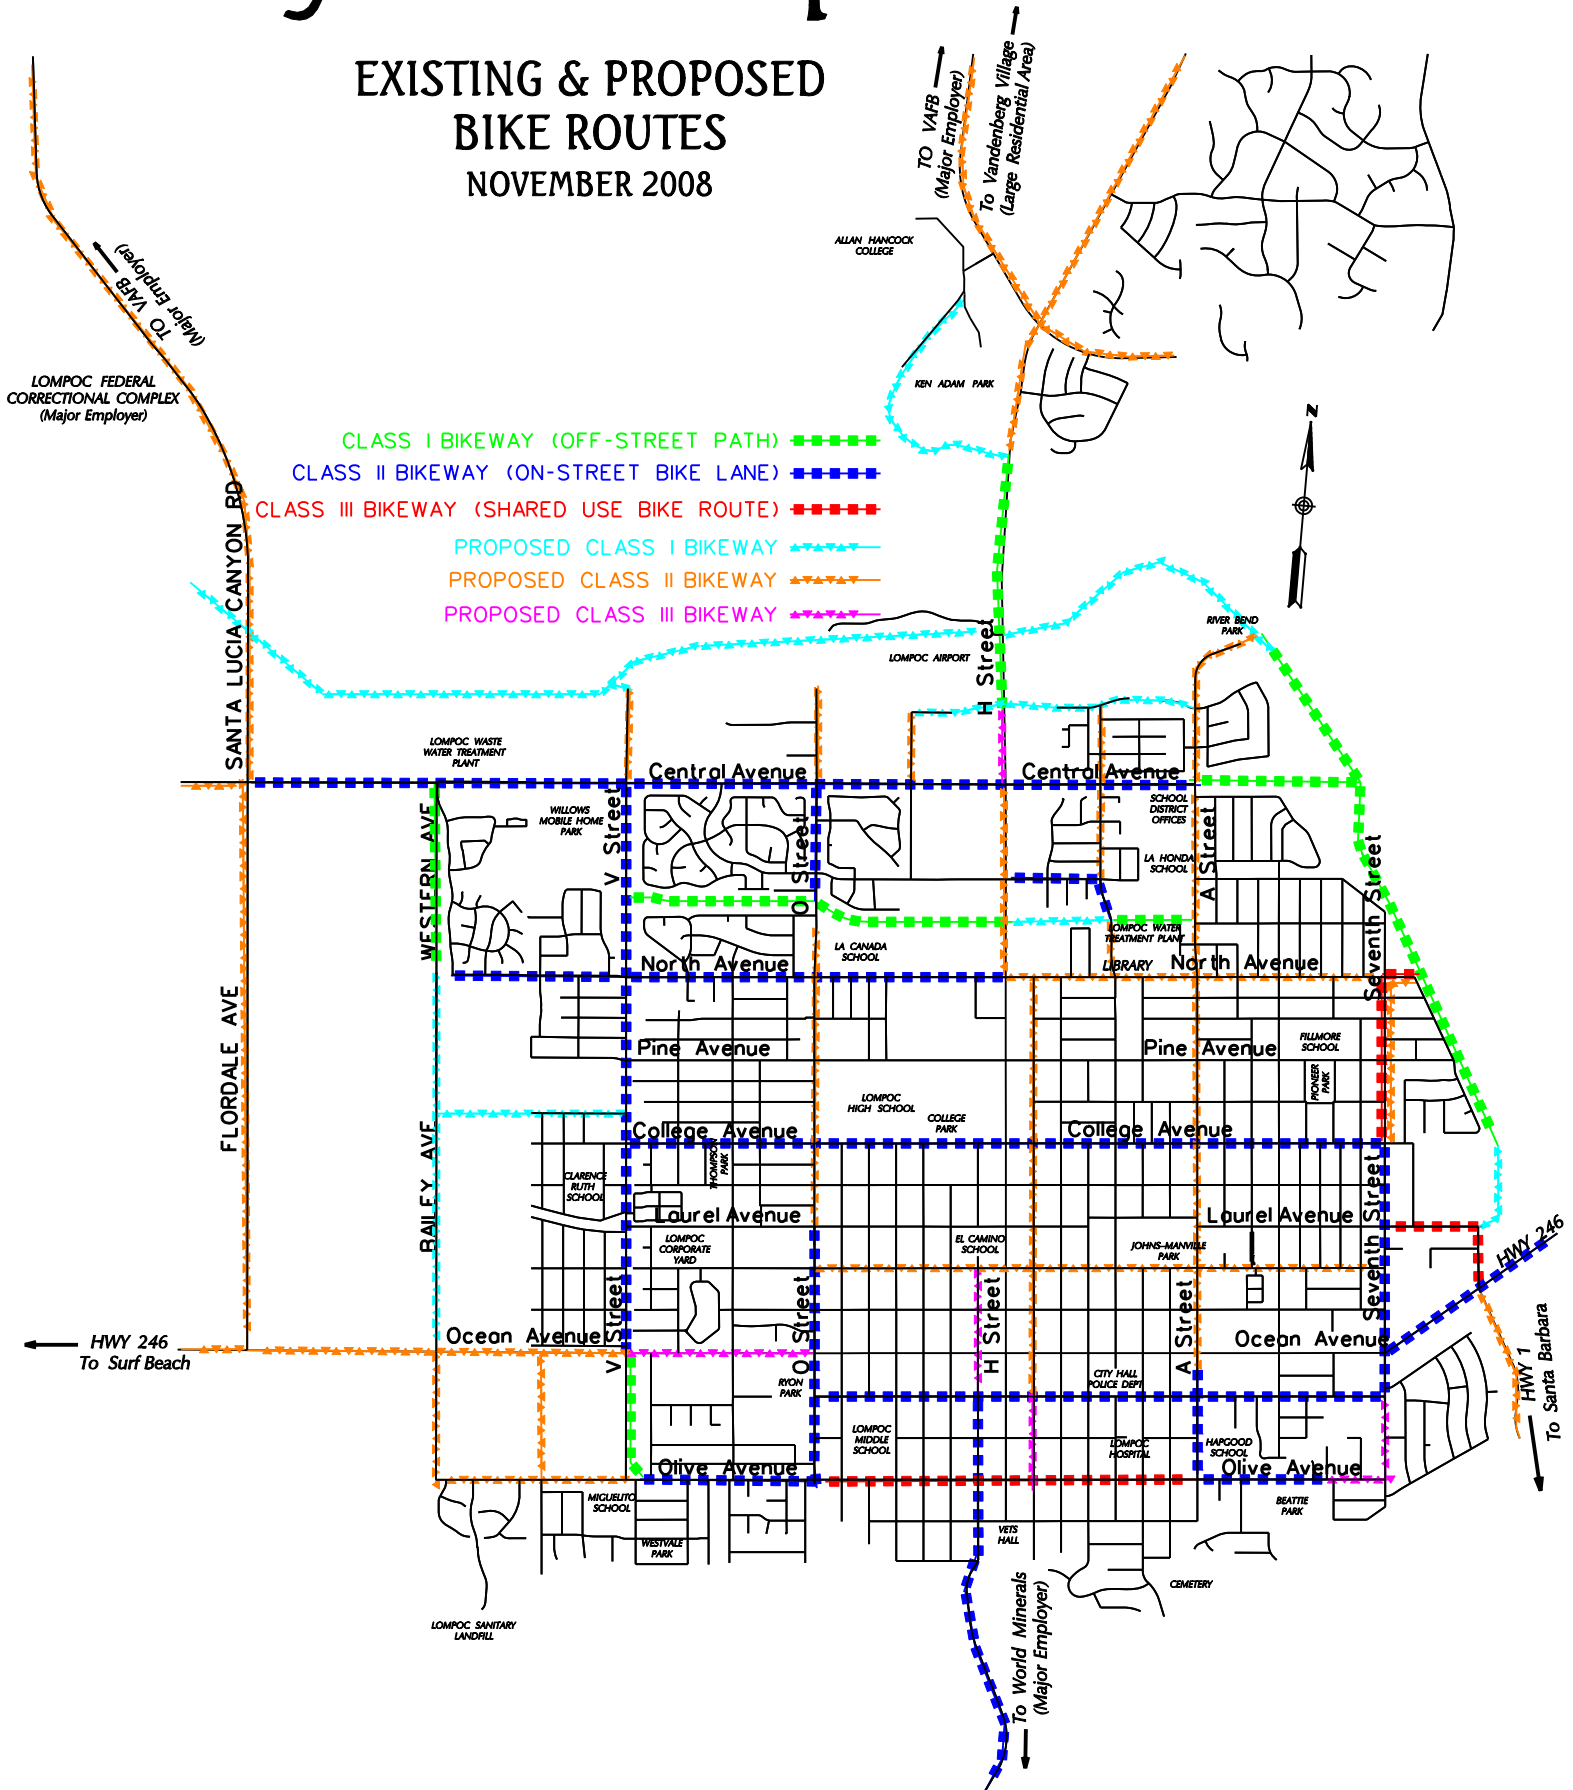 EXISTING & PROPOSED
BIKE ROUTES
NOVEMBER 2008
TO VAFB
(Major Employer)
To Vandenberg Village
(Large Residential Area)
ALLAN HANCOCK
COLLEGE
TO VAFB
(Major Employer)
KEN ADAM PARK
LOMPOC FEDERAL
CORRECTIONAL COMPLEX
(Major Employer)
N
CLASS I BIKEWAY (OFF-STREET PATH)
CLASS II BIKEWAY (ON-STREET BIKE LANE)
CLASS III BIKEWAY (SHARED USE BIKE ROUTE)
PROPOSED CLASS I BIKEWAY
PROPOSED CLASS II BIKEWAY
PROPOSED CLASS III BIKEWAY
SANTA LUCIA CANYON RD
RIVER BEND
PARK
H Street
LOMPOC AIRPORT
LOMPOC WASTE
WATER TREATMENT
PLANT
Central Avenue
Central Avenue
WILLOWS
MOBILE HOME
PARK
SCHOOL
DISTRICT
OFFICES
WESTERN AVE
V Street
O Street
A Street
Seventh Street
LA HONDA
SCHOOL
LOMPOC WATER
TREATMENT PLANT
LA CANADA
SCHOOL
North Avenue
LIBRARY
North Avenue
FLORDALE AVE
Pine Avenue
Pine Avenue
FILLMORE
SCHOOL
PIONEER
PARK
LOMPOC
HIGH SCHOOL
COLLEGE
PARK
College Avenue
College Avenue
BAILEY AVE
THOMPSON
PARK
CLARENCE
RUTH
SCHOOL
Laurel Avenue
Laurel Avenue
Seventh Street
LOMPOC
CORPORATE
YARD
EL CAMINO
SCHOOL
JOHNS-MANVILLE
PARK
HWY 246
V Street
O Street
H Street
A Street
HWY 246
To Surf Beach
Ocean Avenue
Ocean Avenue
HWY 1
To Santa Barbara
RYON
PARK
CITY HALL
POLICE DEPT
LOMPOC
MIDDLE
SCHOOL
LOMPOC
HOSPITAL
HAPGOOD
SCHOOL
Olive Avenue
Olive Avenue
MIGUELITO
SCHOOL
BEATTIE
PARK
WESTVALE
PARK
VETS
HALL
CEMETERY
LOMPOC SANITARY
LANDFILL
To World Minerals
(Major Employer)